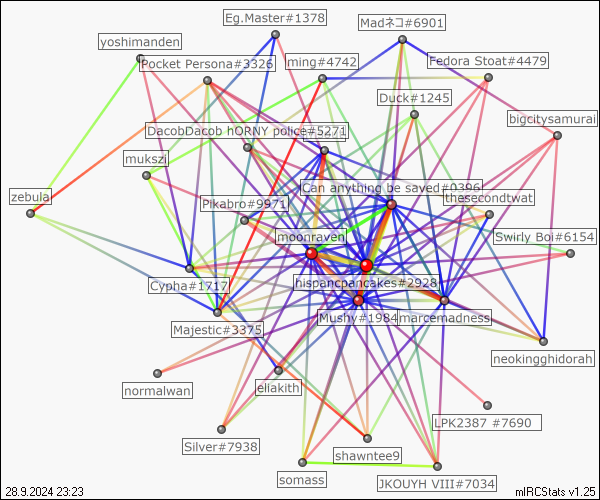 Eg.Master#1378
Madネコ#6901
yoshimanden
Pocket Persona#3326
ming#4742
Fedora Stoat#4479
Duck#1245
bigcitysamurai
DacobDacob hORNY police#5271
mukszi
Can anything be saved#0396
thesecondtwat
zebula
Pikabro#9971
moonraven
Swirly Boi#6154
Cypha#1717
hispancpancakes#2928
Majestic#3375
Mushy#1984
marcemadness
neokingghidorah
normalwan
eliakith
LPK2387 #7690
Silver#7938
shawntee9
somass
JKOUYH VIII#7034
28.9.2024 23:23
mIRCStats v1.25